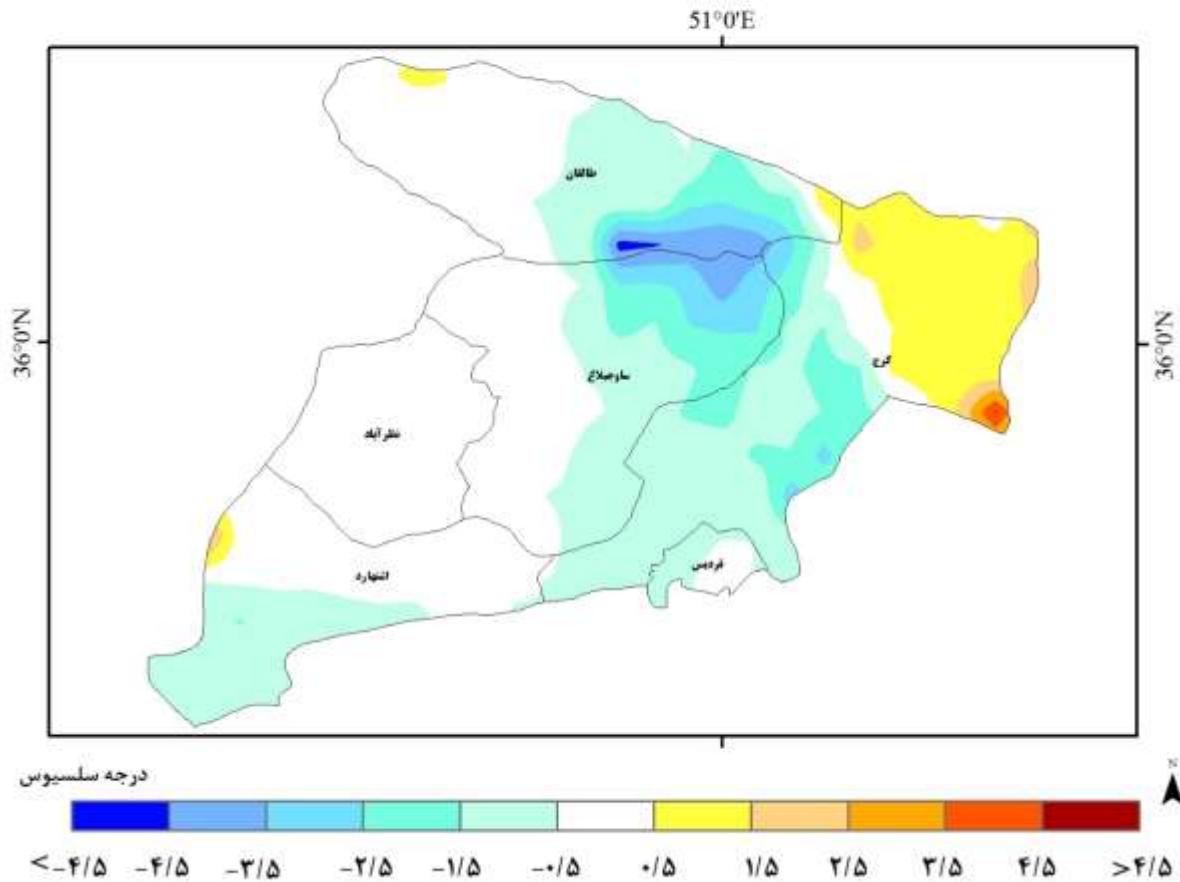 51°0'E
36°0'N
36°0'N
طالقان
کرج
ساوجبلاغ
نظرآباد
اشتهارد
فردیس
درجه سلسیوس
N
<-۴/۵ -۴/۵ -۳/۵ -۲/۵ -۱/۵ -۰/۵ ۰/۵ ۱/۵ ۲/۵ ۳/۵ ۴/۵ >۴/۵